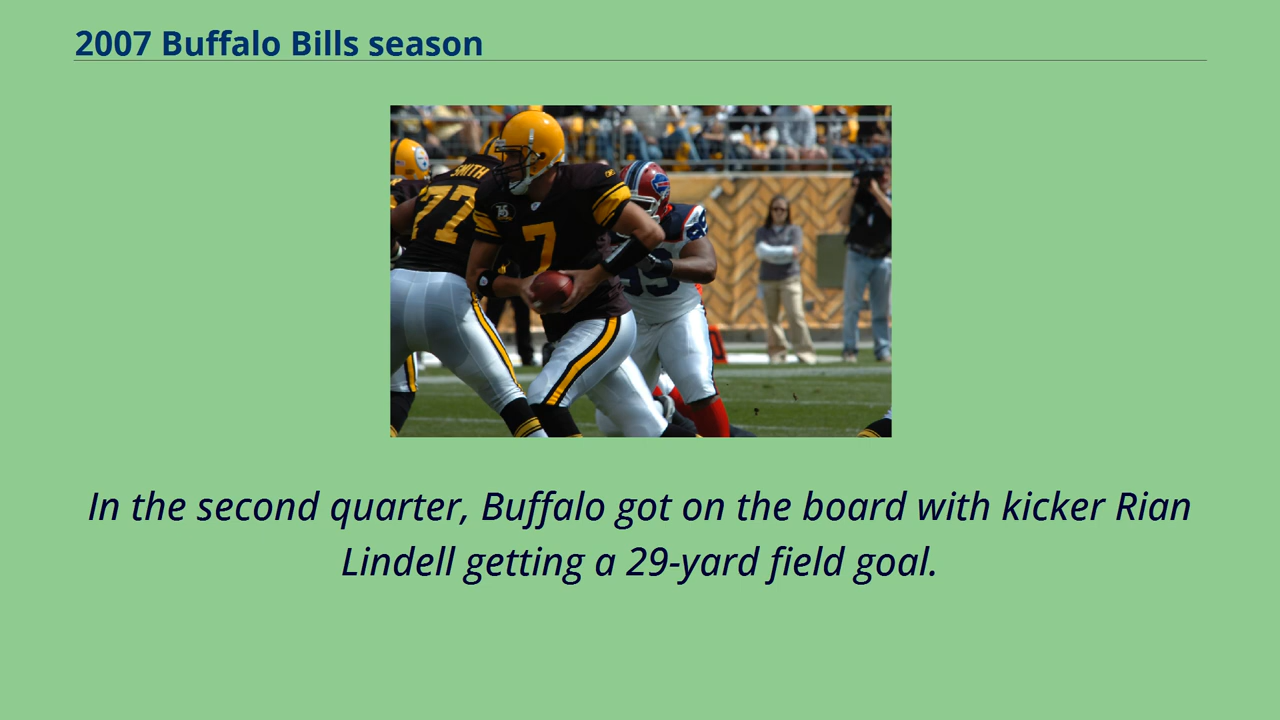 2007 Buffalo Bills season
SMITH
77
7
In the second quarter, Buffalo got on the board with kicker Rian
Lindell getting a 29-yard field goal.